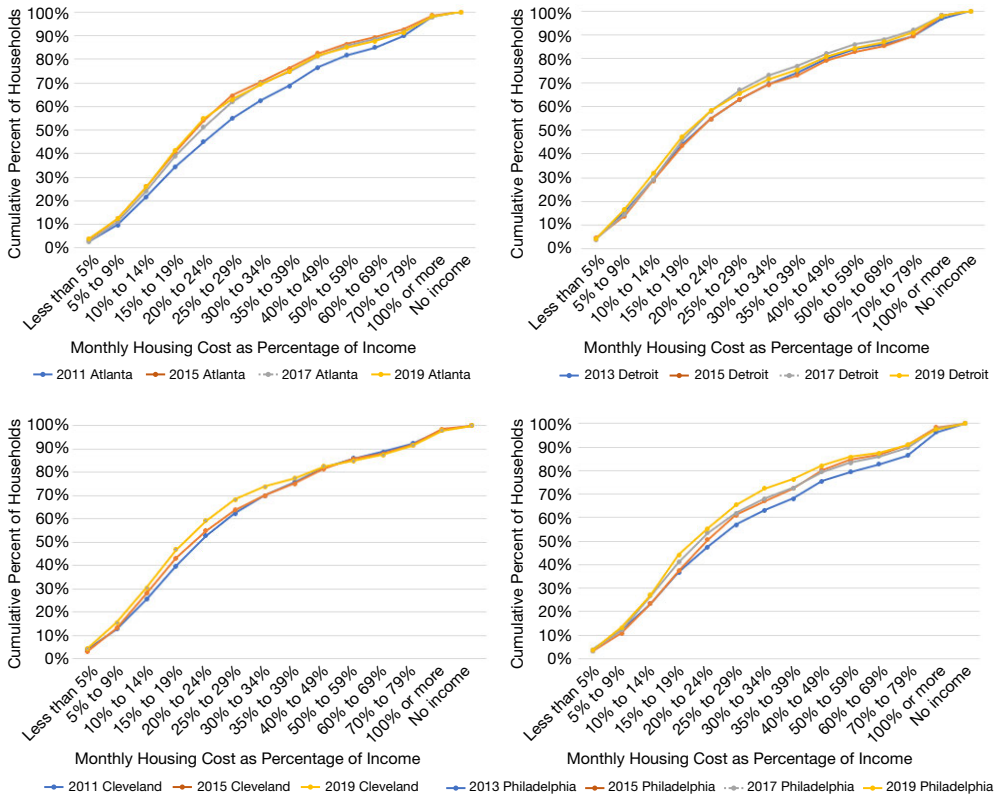 Cumulative Percent of Households
100%
90%
80%
70%
60%
50%
40%
30%
20%
10%
0%
Less than 5%
5% to 9%
10% to 14%
15% to 19%
20% to 24%
25% to 29%
30% to 34%
35% to 39%
40% to 49%
50% to 59%
60% to 69%
70% to 79%
100% or more
No income
Monthly Housing Cost as Percentage of Income
2011 Atlanta 2015 Atlanta 2017 Atlanta 2019 Atlanta
Cumulative Percent of Households
100%
90%
80%
70%
60%
50%
40%
30%
20%
10%
0%
Less than 5%
5% to 9%
10% to 14%
15% to 19%
20% to 24%
25% to 29%
30% to 34%
35% to 39%
40% to 49%
50% to 59%
60% to 69%
70% to 79%
100% or more
No income
Monthly Housing Cost as Percentage of Income
2013 Detroit 2015 Detroit 2017 Detroit 2019 Detroit
Cumulative Percent of Households
100%
90%
80%
70%
60%
50%
40%
30%
20%
10%
0%
Less than 5%
5% to 9%
10% to 14%
15% to 19%
20% to 24%
25% to 29%
30% to 34%
35% to 39%
40% to 49%
50% to 59%
60% to 69%
70% to 79%
100% or more
No income
Monthly Housing Cost as Percentage of Income
2011 Cleveland 2015 Cleveland 2019 Cleveland
Cumulative Percent of Households
100%
90%
80%
70%
60%
50%
40%
30%
20%
10%
0%
Less than 5%
5% to 9%
10% to 14%
15% to 19%
20% to 24%
25% to 29%
30% to 34%
35% to 39%
40% to 49%
50% to 59%
60% to 69%
70% to 79%
100% or more
No income
Monthly Housing Cost as Percentage of Income
2013 Philadelphia 2015 Philadelphia 2017 Philadelphia 2019 Philadelphia